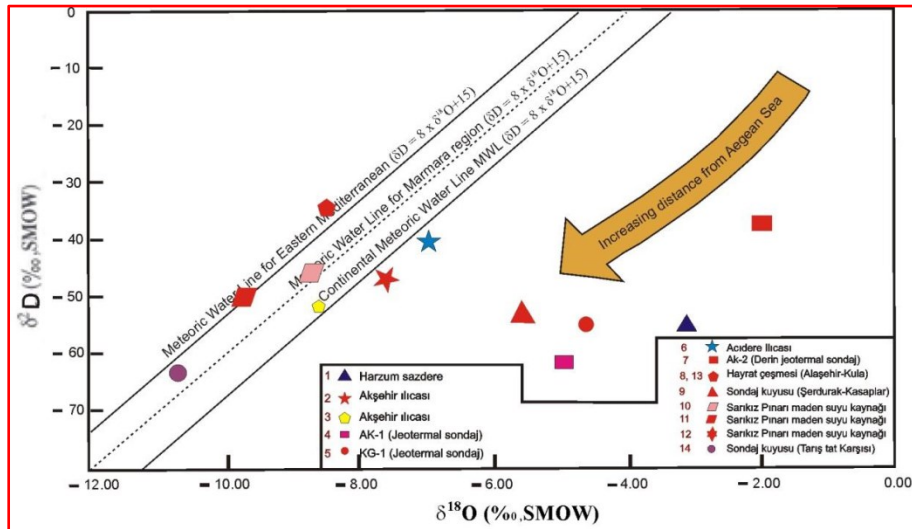 0
– 10
– 20
– 30
– 40
– 50
– 60
– 70
δ²D (‰,SMOW)
Meteoric Water Line for Eastern Mediterranean (δD = 8 x δ¹⁸O+15)
Meteoric Water Line for Marmara region (δD = 8 x δ¹⁸O+15)
Continental Meteoric Water Line MWL (δD = 8 x δ¹⁸O+15)
Increasing distance from Aegean Sea
1 Harzum sazdere
2 Akşehir ılıcası
3 Akşehir ılıcası
4 AK-1 (Jeotermal sondaj)
5 KG-1 (Jeotermal sondaj)
6 Acıdere Ilıcası
7 Ak-2 (Derin jeotermal sondaj)
8, 13 Hayrat çeşmesi (Alaşehir-Kula)
9 Sondaj kuyusu (Şerdurak-Kasaplar)
10 Sarıkız Pınarı maden suyu kaynağı
11 Sarıkız Pınarı maden suyu kaynağı
12 Sarıkız Pınarı maden suyu kaynağı
14 Sondaj kuyusu (Tarış tat Karşısı)
– 12.00 – 10.00 – 8.00 – 6.00 – 4.00 – 2.00 0.00
δ¹⁸O (‰,SMOW)